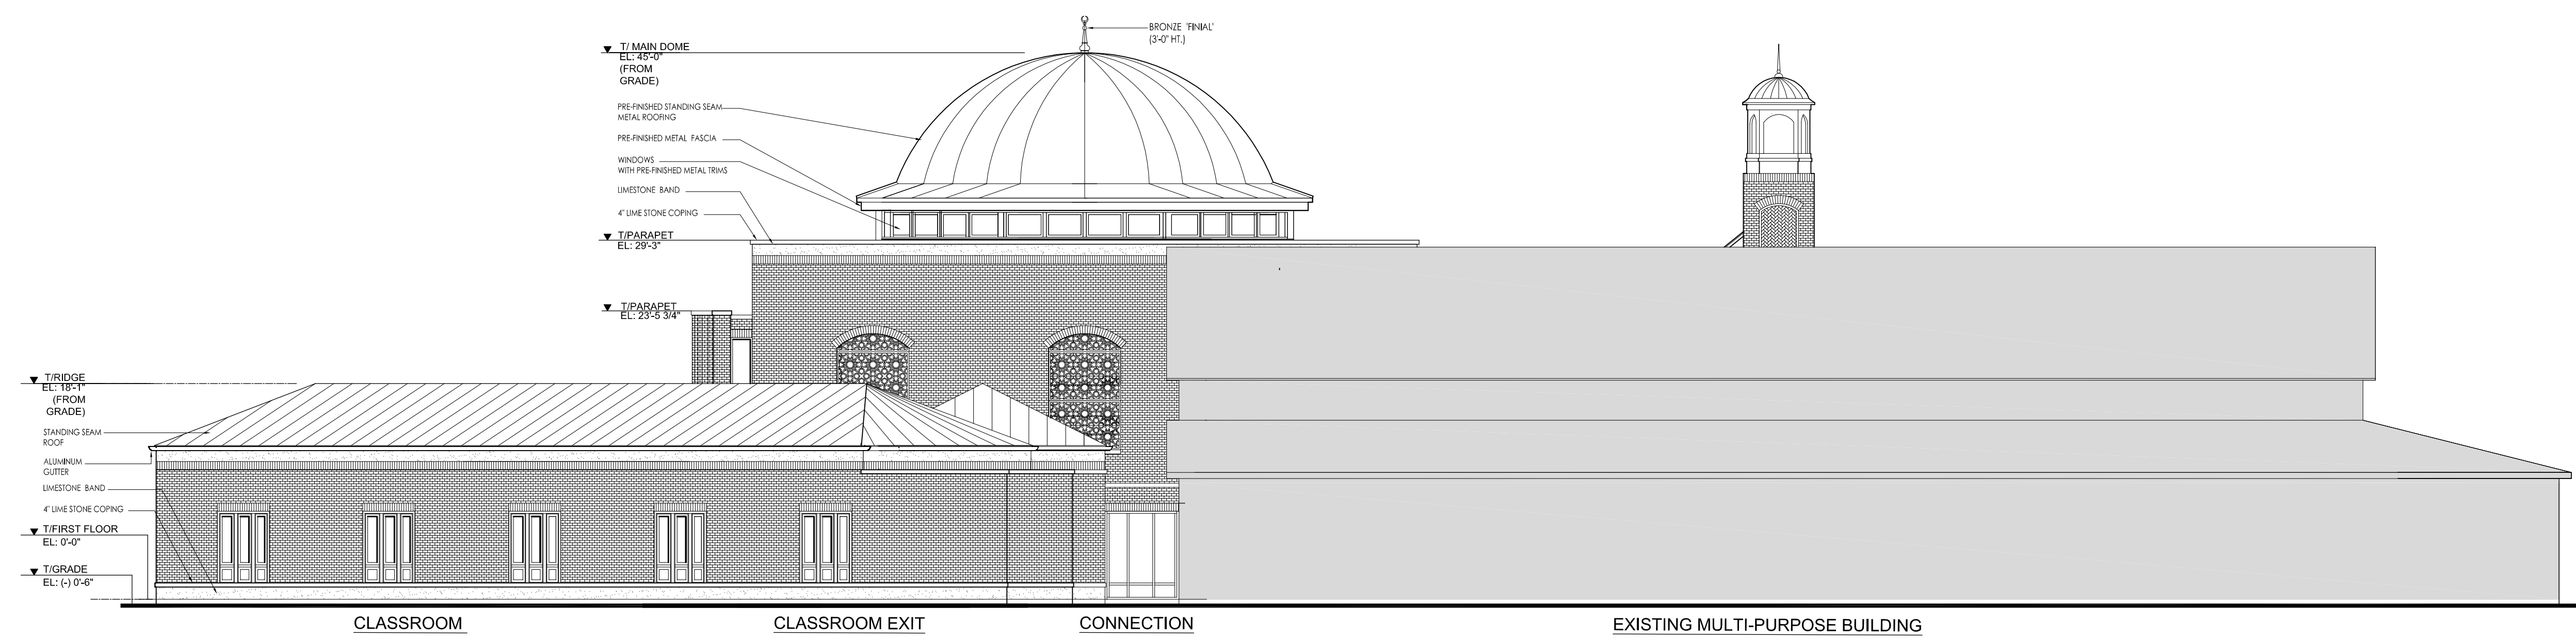 BRONZE 'FINIAL'
(3'-0" HT.)
T/ MAIN DOME
EL: 45'-0"
(FROM
GRADE)
PRE-FINISHED STANDING SEAM
METAL ROOFING
PRE-FINISHED METAL FASCIA
WINDOWS
WITH PRE-FINISHED METAL TRIMS
LIMESTONE BAND
4" LIME STONE COPING
T/PARAPET
EL: 29'-3"
T/PARAPET
EL: 23'-5 3/4"
T/RIDGE
EL: 18'-1"
(FROM
GRADE)
STANDING SEAM
ROOF
ALUMINUM
GUTTER
LIMESTONE BAND
4" LIME STONE COPING
T/FIRST FLOOR
EL: 0'-0"
T/GRADE
EL: (-) 0'-6"
CLASSROOM
CLASSROOM EXIT
CONNECTION
EXISTING MULTI-PURPOSE BUILDING